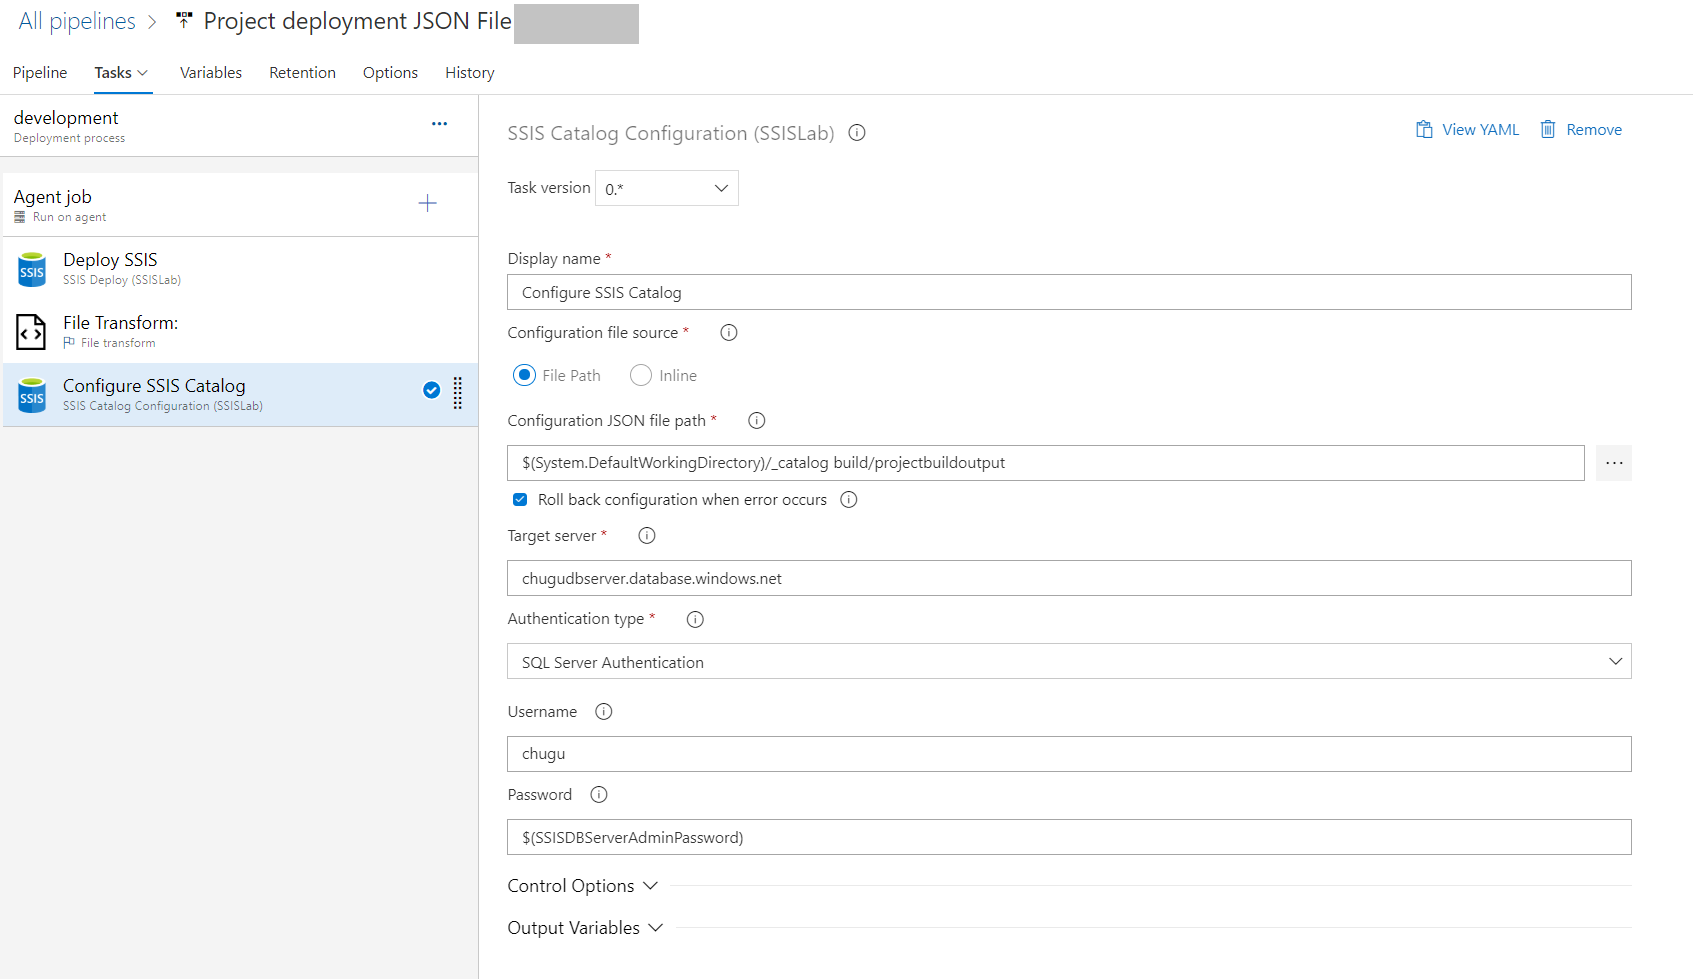 All pipelines > Project deployment JSON File
Pipeline Tasks Variables Retention Options History
development
Deployment process
Agent job
Run on agent
SSIS
Deploy SSIS
SSIS Deploy (SSISLab)
File Transform:
File transform
SSIS
Configure SSIS Catalog
SSIS Catalog Configuration (SSISLab)
SSIS Catalog Configuration (SSISLab)
View YAML Remove
Task version 0.*
Display name *
Configure SSIS Catalog
Configuration file source *
File Path Inline
Configuration JSON file path *
$(System.DefaultWorkingDirectory)/_catalog build/projectbuildoutput
Roll back configuration when error occurs
Target server *
chugudbserver.database.windows.net
Authentication type *
SQL Server Authentication
Username
chugu
Password
$(SSISDBServerAdminPassword)
Control Options
Output Variables